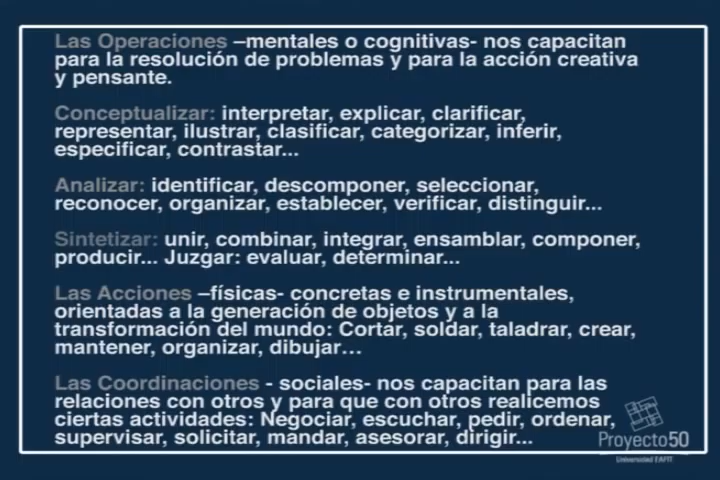 Las Operaciones –mentales o cognitivas- nos capacitan
para la resolución de problemas y para la acción creativa
y pensante.
Conceptualizar: interpretar, explicar, clarificar,
representar, ilustrar, clasificar, categorizar, inferir,
especificar, contrastar...
Analizar: identificar, descomponer, seleccionar,
reconocer, organizar, establecer, verificar, distinguir...
Sintetizar: unir, combinar, integrar, ensamblar, componer,
producir... Juzgar: evaluar, determinar...
Las Acciones –físicas- concretas e instrumentales,
orientadas a la generación de objetos y a la
transformación del mundo: Cortar, soldar, taladrar, crear,
mantener, organizar, dibujar...
Las Coordinaciones - sociales- nos capacitan para las
relaciones con otros y para que con otros realicemos
ciertas actividades: Negociar, escuchar, pedir, ordenar,
supervisar, solicitar, mandar, asesorar, dirigir...
Proyecto50
Universidad EAFIT